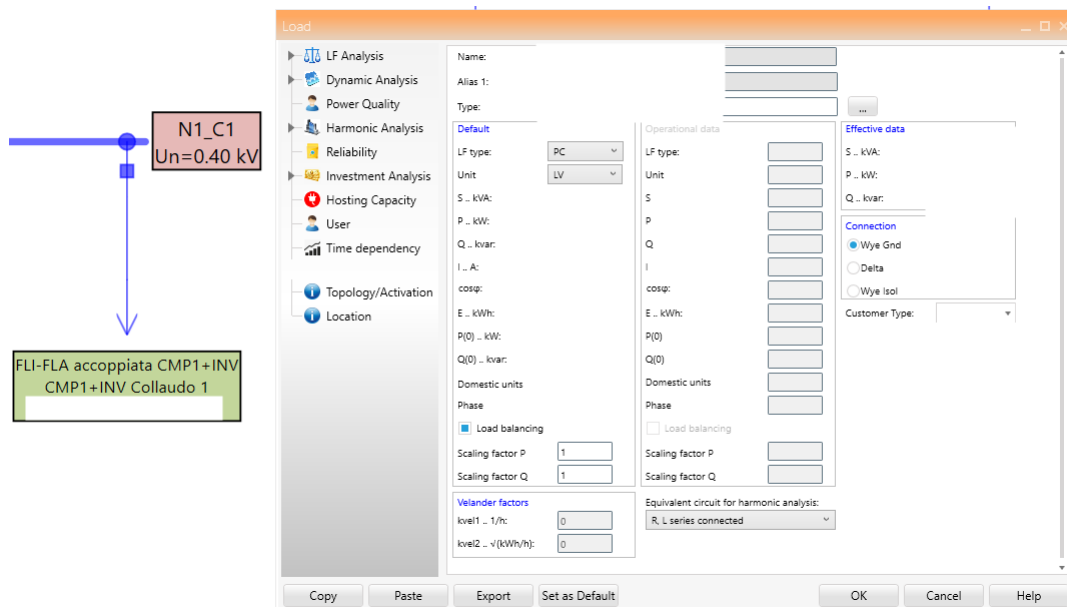 N1_C1
Un=0.40 kV
FLI-FLA accoppiata CMP1+INV
CMP1+INV Collaudo 1
Load
LF Analysis
Dynamic Analysis
Power Quality
Harmonic Analysis
Reliability
Investment Analysis
Hosting Capacity
User
Time dependency
Topology/Activation
Location
Name:
Alias 1:
Type:
...
Default
LF type: PC
Unit LV
S .. kVA:
P .. kW:
Q .. kvar:
I .. A:
cosφ:
E .. kWh:
P(0) .. kW:
Q(0) .. kvar:
Domestic units
Phase
Load balancing
Scaling factor P 1
Scaling factor Q 1
Velander factors
kvel1 .. 1/h: 0
kvel2 .. √(kWh/h): 0
Operational data
LF type:
Unit
S
P
Q
I
cosφ:
E .. kWh:
P(0)
Q(0)
Domestic units
Phase
Load balancing
Scaling factor P
Scaling factor Q
Equivalent circuit for harmonic analysis:
R, L series connected
Effective data
S .. kVA:
P .. kW:
Q .. kvar:
Connection
Wye Gnd
Delta
Wye Isol
Customer Type:
Copy Paste Export Set as Default OK Cancel Help